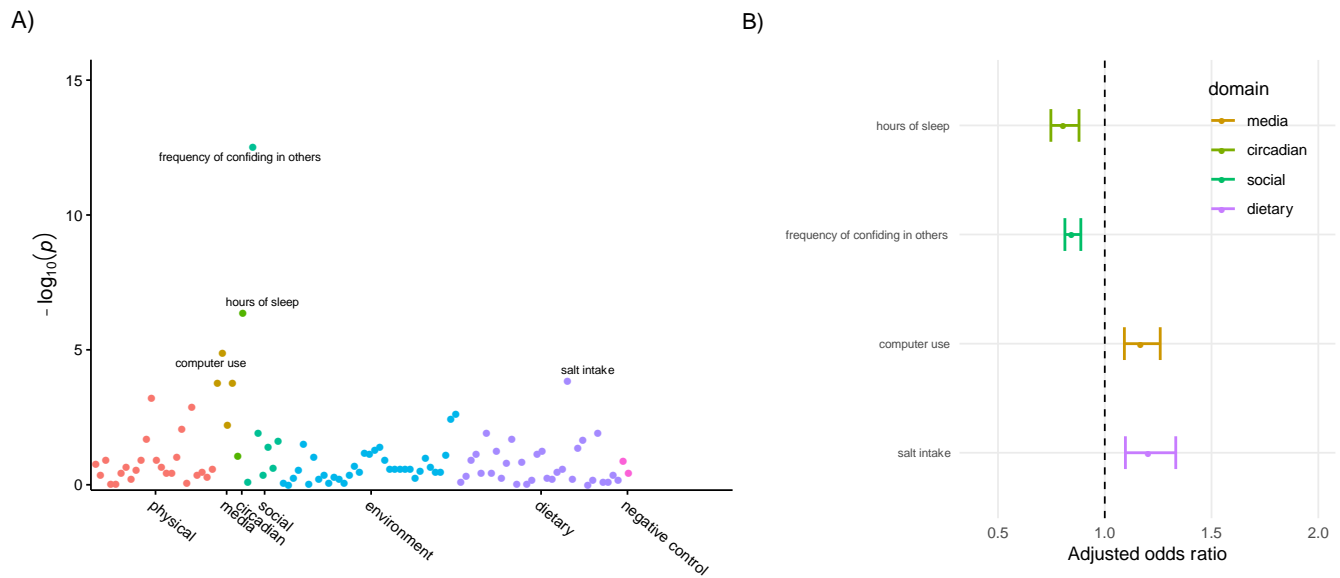 A)
15
10
5
0
− log10(p)
frequency of confiding in others
hours of sleep
computer use
salt intake
physical
media
circadian
social
environment
dietary
negative control
B)
domain
media
circadian
social
dietary
hours of sleep
frequency of confiding in others
computer use
salt intake
0.5
1.0
1.5
2.0
Adjusted odds ratio